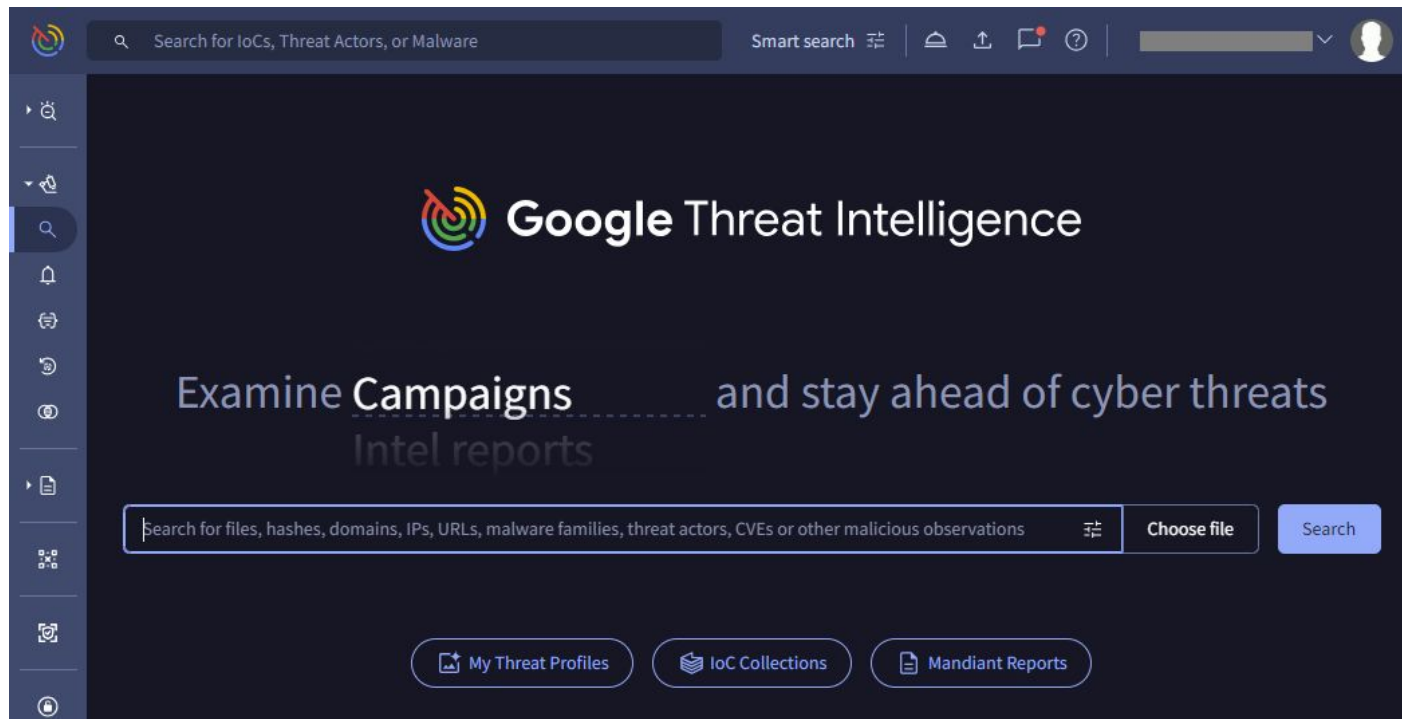 Search for IoCs, Threat Actors, or Malware
Smart search
Google Threat Intelligence
Examine Campaigns and stay ahead of cyber threats
Intel reports
Search for files, hashes, domains, IPs, URLs, malware families, threat actors, CVEs or other malicious observations
Choose file
Search
My Threat Profiles
IoC Collections
Mandiant Reports